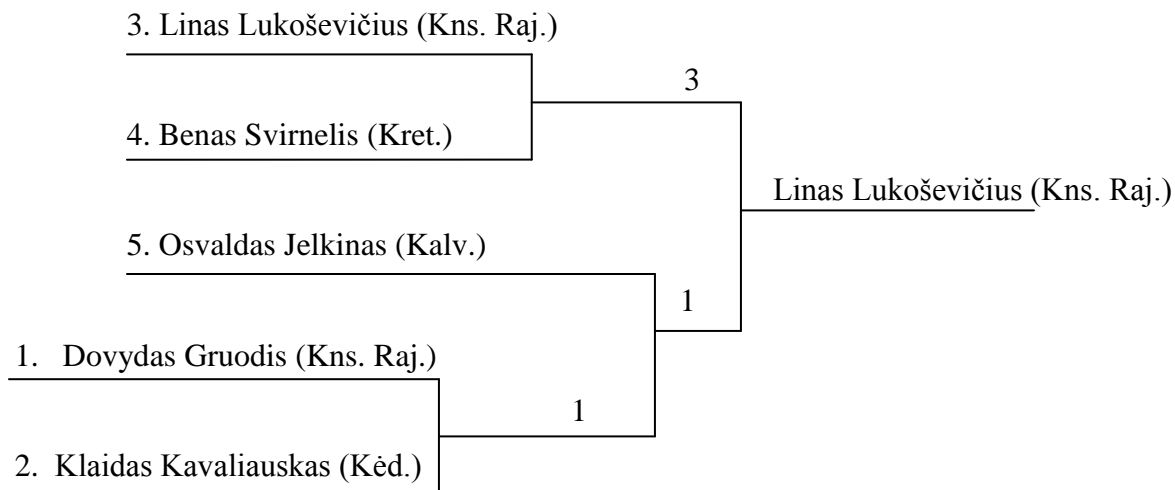 3. Linas Lukoševičius (Kns. Raj.)
3
4. Benas Svirnelis (Kret.)
Linas Lukoševičius (Kns. Raj.)
5. Osvaldas Jelkinas (Kalv.)
1
1. Dovydas Gruodis (Kns. Raj.)
1
2. Klaidas Kavaliauskas (Kėd.)